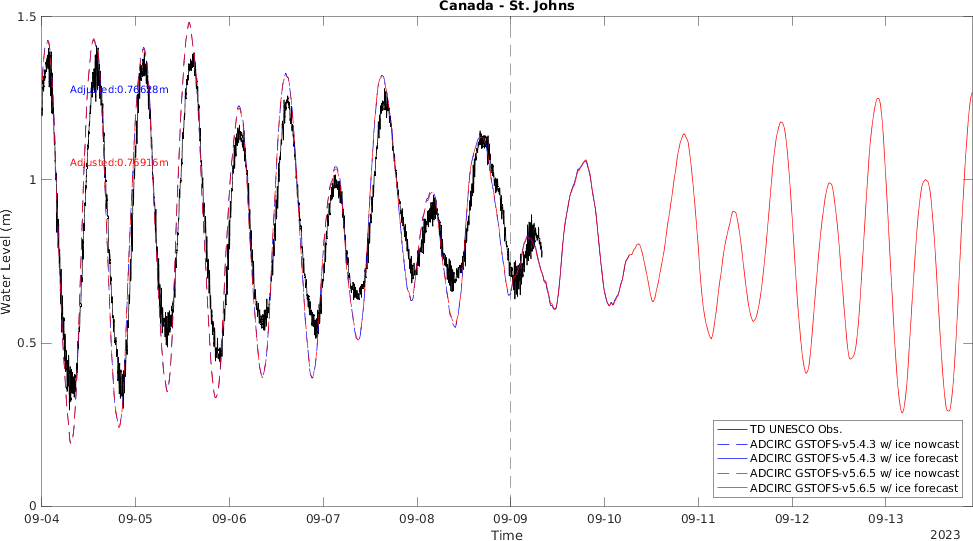 Canada - St. Johns
1.5
Adjusted:0.76628m
Adjusted:0.76916m
1
0.5
0
Water Level (m)
TD UNESCO Obs.
ADCIRC GSTOFS-v5.4.3 w/ ice nowcast
ADCIRC GSTOFS-v5.4.3 w/ ice forecast
ADCIRC GSTOFS-v5.6.5 w/ ice nowcast
ADCIRC GSTOFS-v5.6.5 w/ ice forecast
09-04 09-05 09-06 09-07 09-08 09-09 09-10 09-11 09-12 09-13
Time
2023